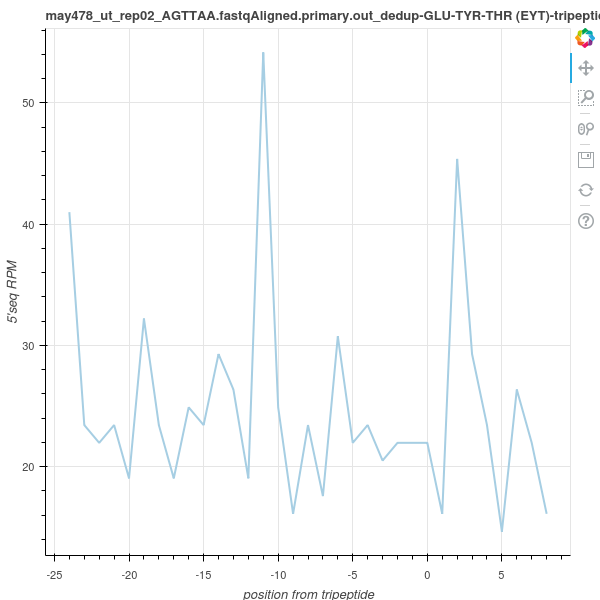 may478_ut_rep02_AGTTAA.fastqAligned.primary.out_dedup-GLU-TYR-THR (EYT)-tripeptic
50
40
30
20
5'seq RPM
-25 -20 -15 -10 -5 0 5
position from tripeptide